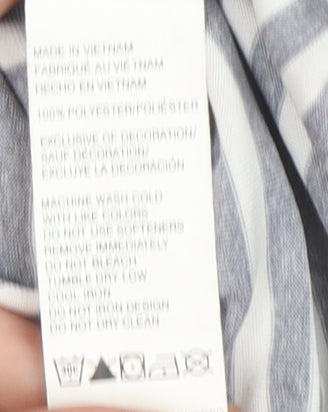 MADE IN VIETNAM
FABRIQUÉ AU VIÊTNAM
HECHO EN VIETNAM
100% POLYESTER/POLIÉSTER
EXCLUSIVE OF DECORATION/
SAUF DÉCORATION/
EXCLUYE LA DECORACIÓN
MACHINE WASH COLD
WITH LIKE COLORS
DO NOT USE SOFTENERS
REMOVE IMMEDIATELY
DO NOT BLEACH
TUMBLE DRY LOW
COOL IRON
DO NOT IRON DESIGN
DO NOT DRY CLEAN